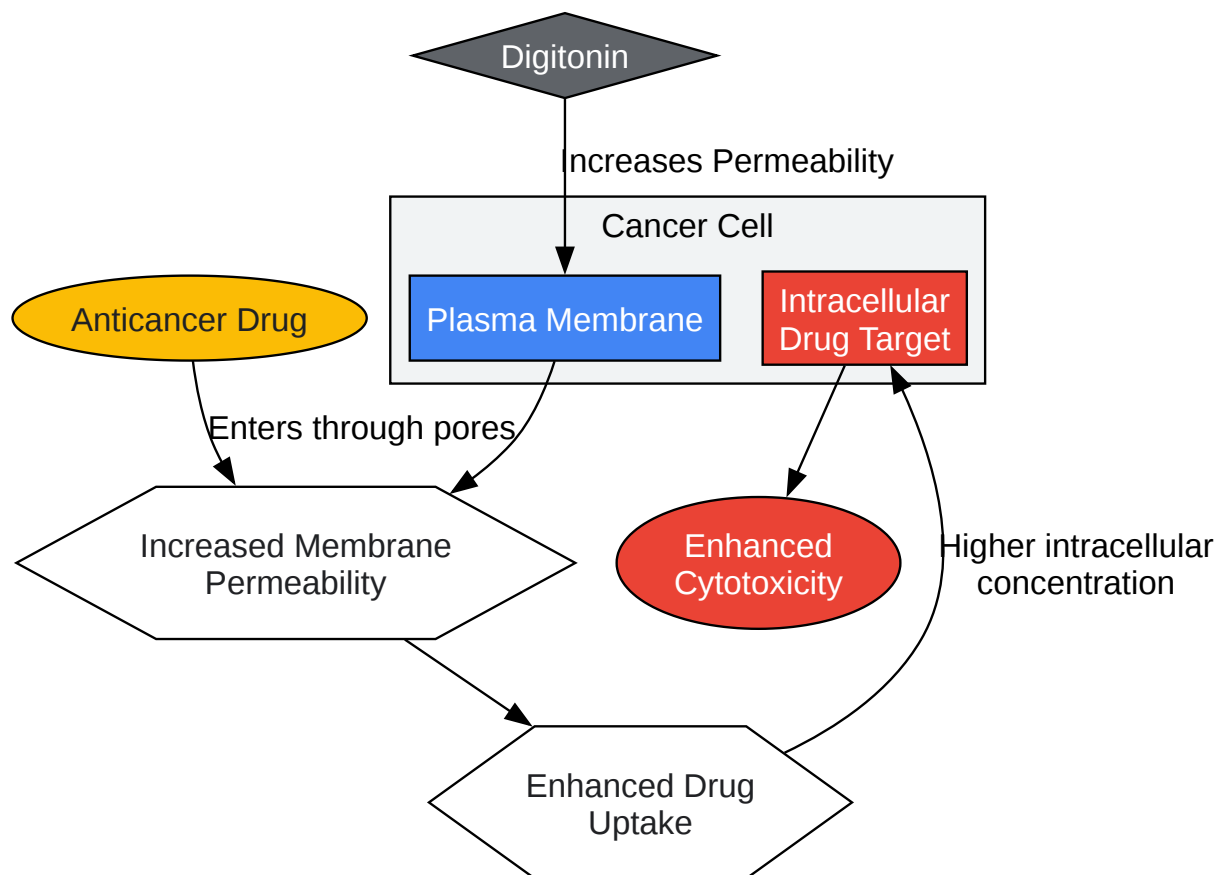 Digitonin
Increases Permeability
Cancer Cell
Anticancer Drug
Plasma Membrane
Intracellular
Drug Target
Enters through pores
Increased Membrane
Permeability
Enhanced
Cytotoxicity
Higher intracellular
concentration
Enhanced Drug
Uptake